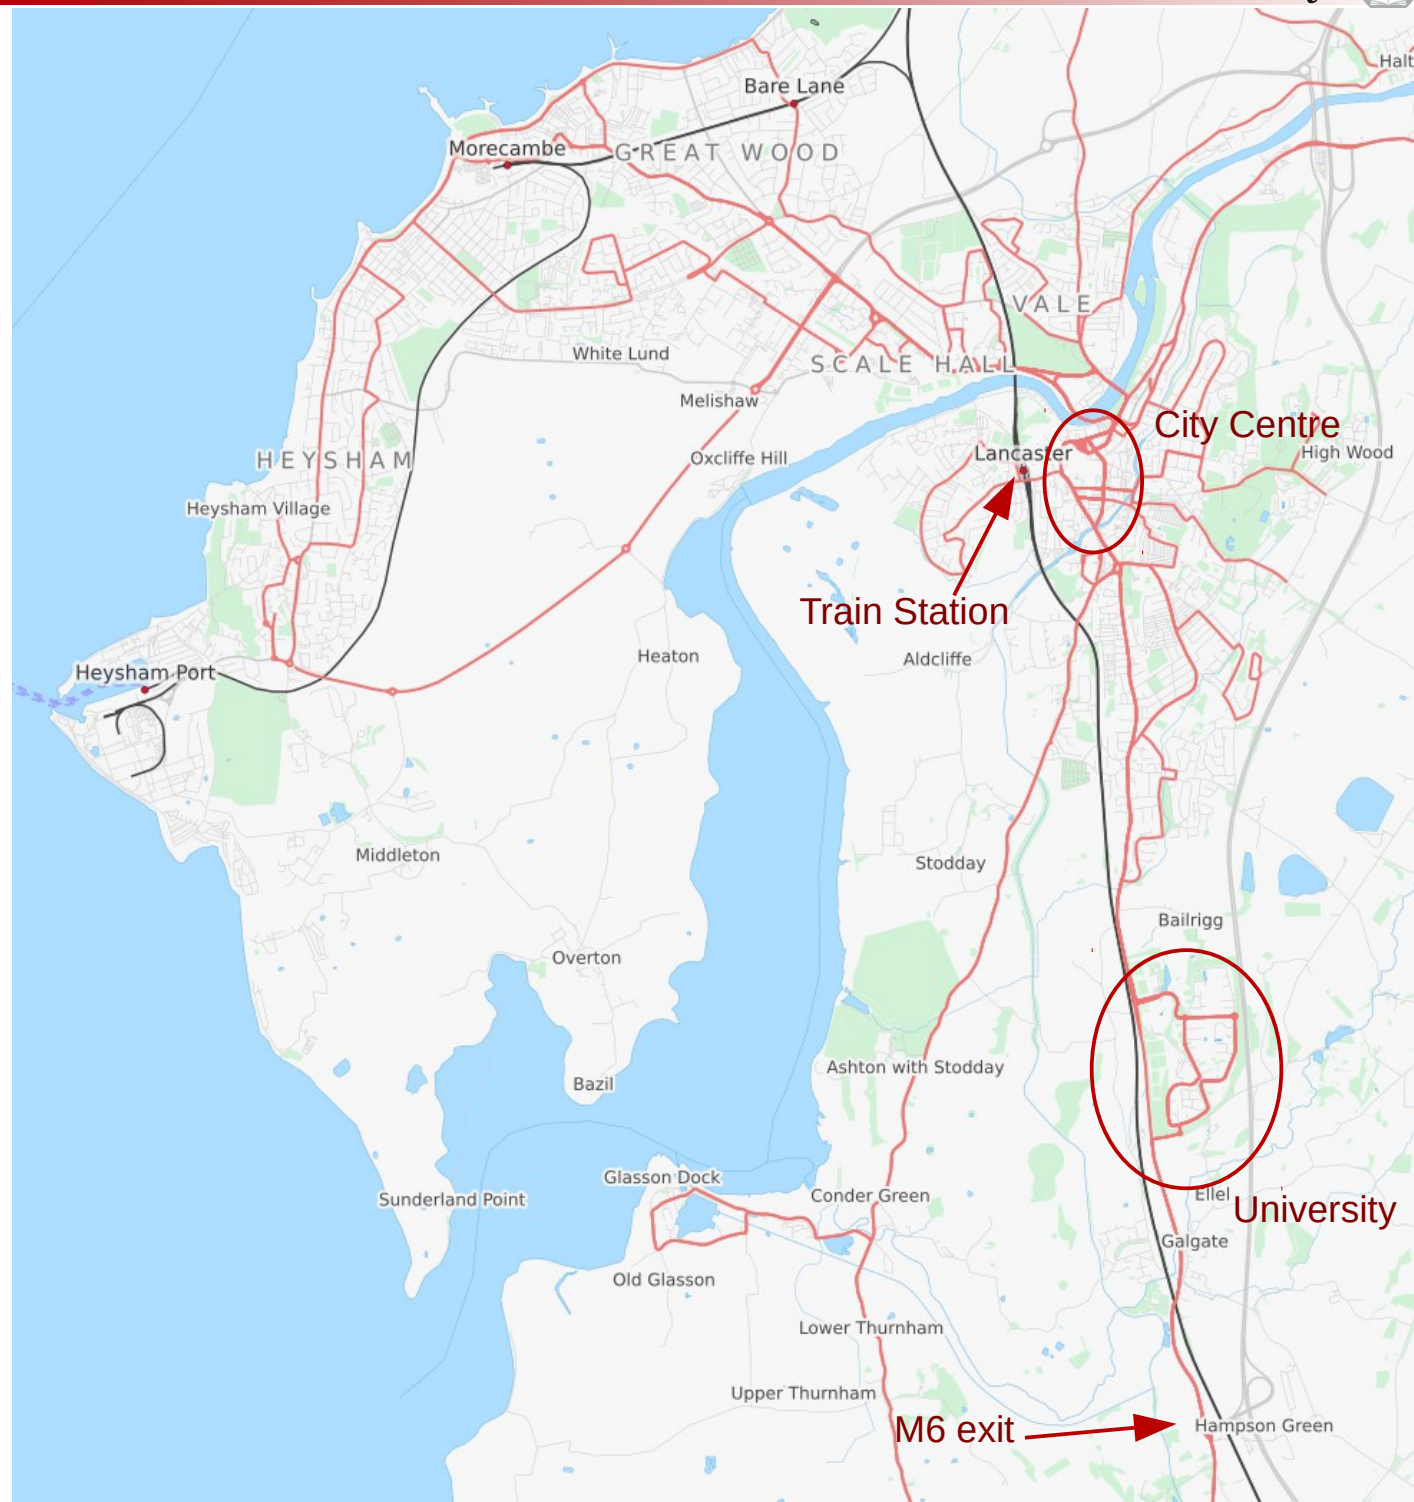 Halt
Bare Lane
Morecambe
GREAT WOOD
VALE
White Lund
SCALE HALL
Melishaw
City Centre
Lancaster
High Wood
HEYSHAM
Oxcliffe Hill
Heysham Village
Train Station
Heaton
Aldcliffe
Heysham Port
Middleton
Stodday
Bailrigg
Overton
Ashton with Stodday
Bazil
Glasson Dock
Sunderland Point
Conder Green
Ellel
University
Galgate
Old Glasson
Lower Thurnham
Upper Thurnham
M6 exit
Hampson Green